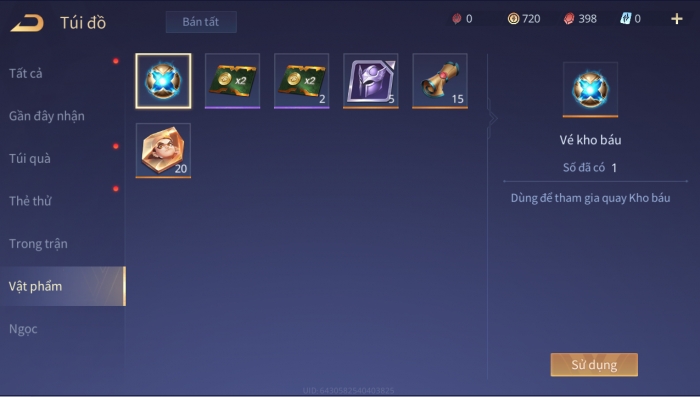 Túi đồ
Bán tất
0
720
398
0
Tất cả
Gần đây nhận
Túi quà
Thẻ thử
Trong trận
Vật phẩm
Ngọc
x2
x2
2
5
15
20
Vé kho báu
Số đã có 1
Dùng để tham gia quay Kho báu
Sử dụng